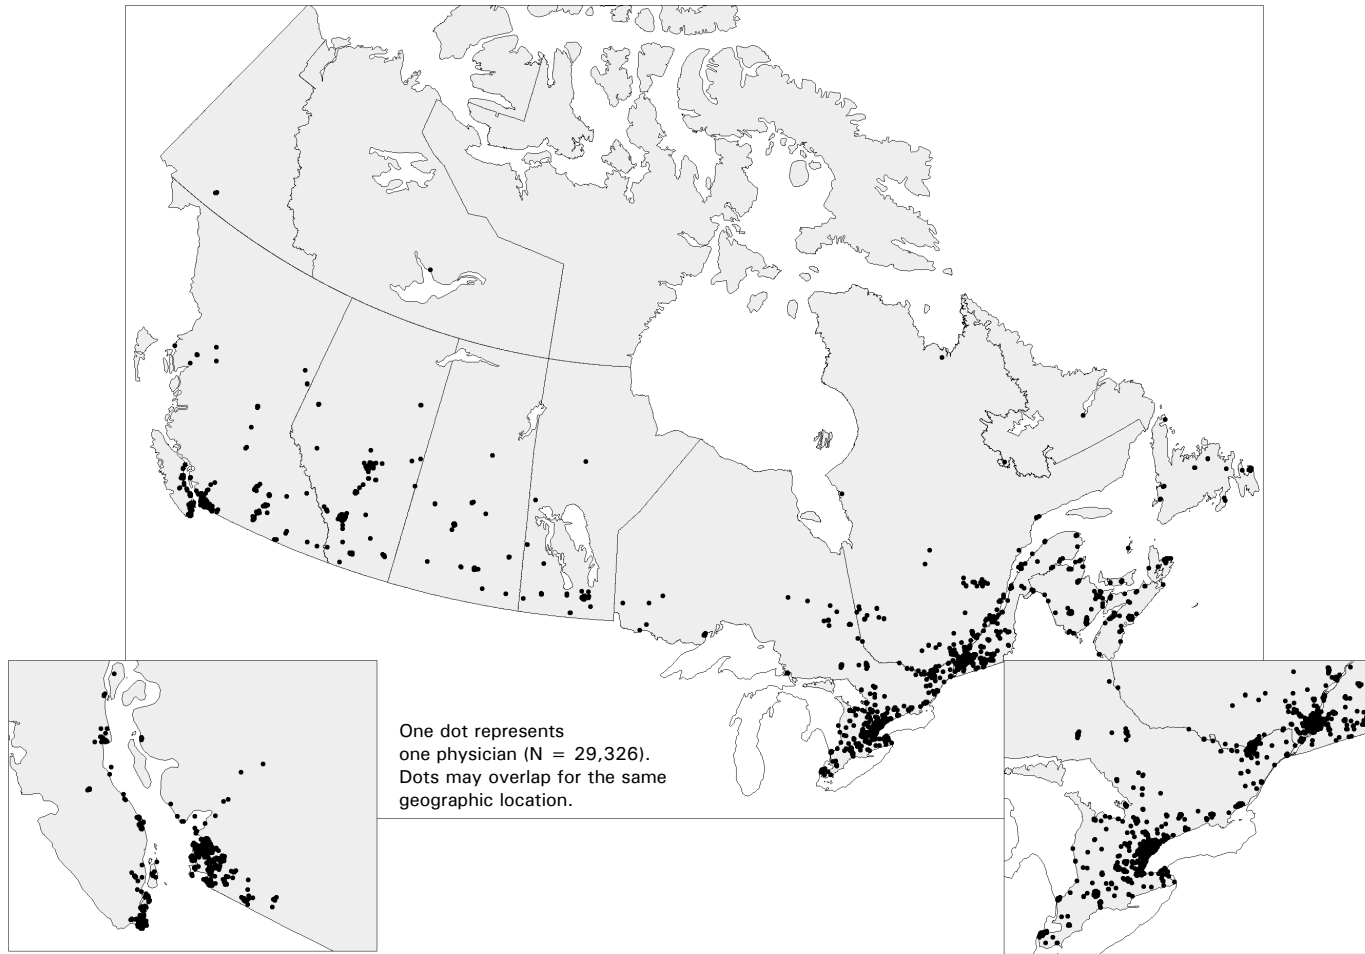 One dot represents
one physician (N = 29,326).
Dots may overlap for the same
geographic location.